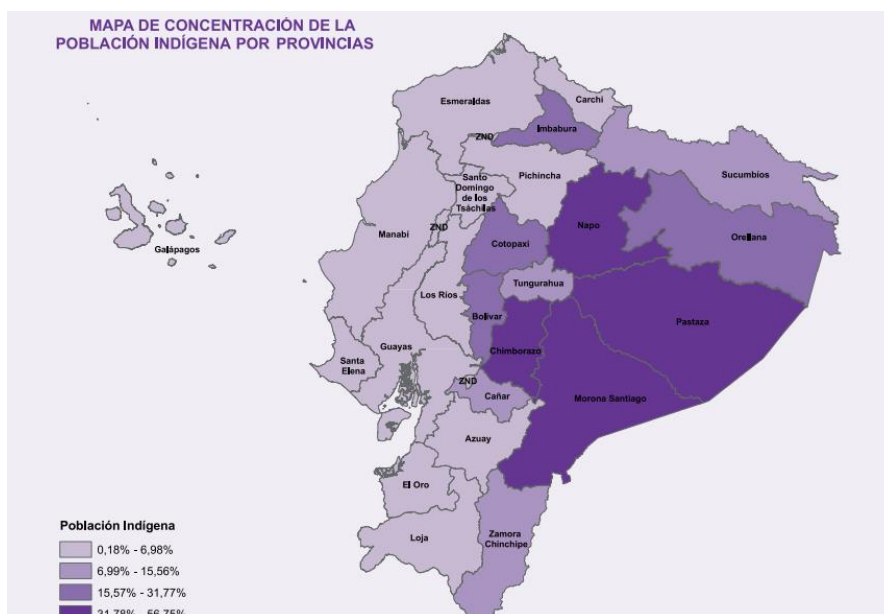 MAPA DE CONCENTRACIÓN DE LA
POBLACIÓN INDÍGENA POR PROVINCIAS
Esmeraldas
Carchi
Imbabura
ZND
Pichincha
Sucumbíos
Santo
Domingo
de los
Tsáchilas
Napo
Galápagos
Manabí
ZND
Cotopaxi
Orellana
Tungurahua
Los Ríos
Bolívar
Pastaza
Guayas
Chimborazo
Santa
Elena
ZND
Cañar
Morona Santiago
Azuay
El Oro
Loja
Zamora
Chinchipe
Población Indígena
0,18% - 6,98%
6,99% - 15,56%
15,57% - 31,77%
31,78% - 56,75%